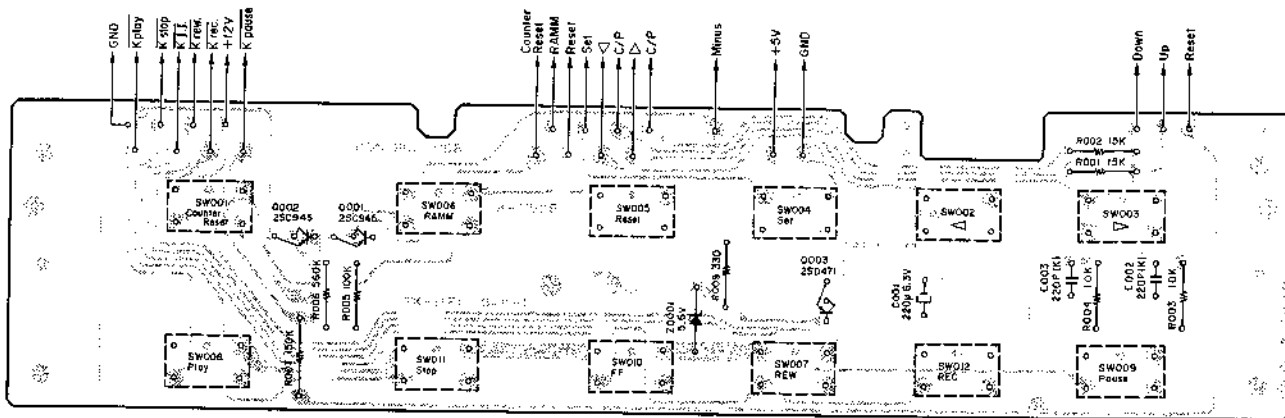 GND
K play
K stop
K f.f.
K rew.
K rec.
+12V
K pause
Counter
Reset
RAMM
Reset
Set
▽
C/P
△
C/P
Minus
+5V
GND
Down
Up
Reset
R002 15K
R001 15K
SW001
Counter
Reset
Q002
2SC945
Q001
2SC945
SW006
RAMM
SW005
Reset
SW004
Set
SW002
△
SW003
▽
R006 560K
R005 100K
R009 330
Q003
2SD471
C001
220μ 6.3V
C003
220P(K)
R004 10K
C002
220P(K)
R003 10K
ZD001
5.6V
SW008
Play
150K
SW011
Stop
SW010
FF
SW007
REW
SW012
REC
SW009
Pause